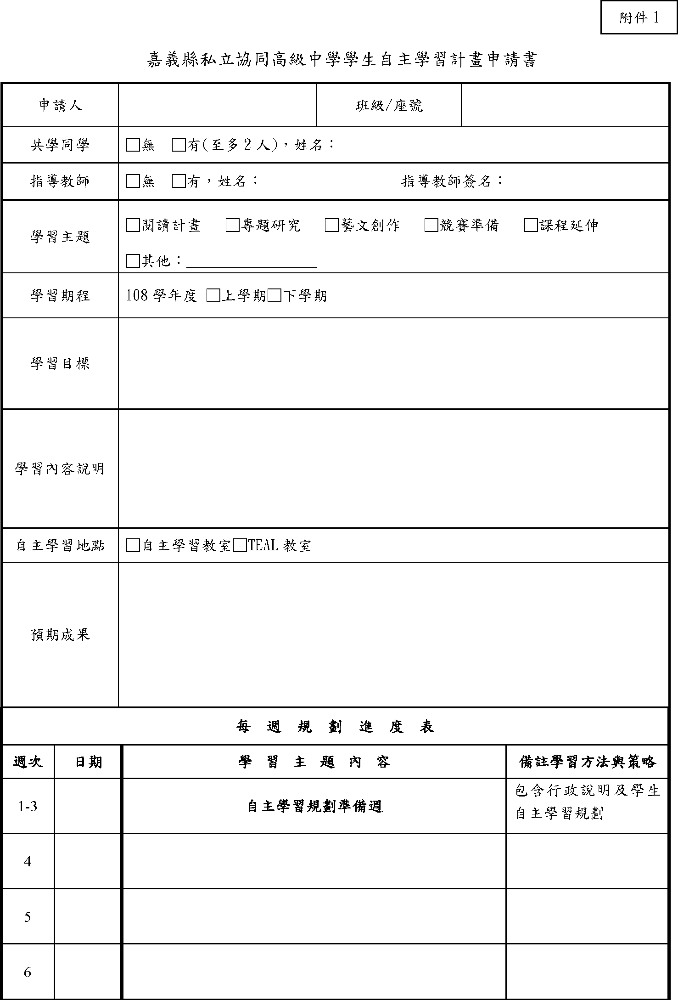 附件 1
嘉義縣私立協同高級中學學生自主學習計畫申請書
申請人 班級/座號
共學同學 □無 □有(至多 2 人)，姓名：
指導教師 □無 □有，姓名： 指導教師簽名：
學習主題
□閱讀計畫 □專題研究 □藝文創作 □競賽準備 □課程延伸
□其他：
學習期程 108 學年度 □上學期□下學期
學習目標
學習內容說明
自主學習地點 □自主學習教室□TEAL 教室
預期成果
每 週 規 劃 進 度 表
週次 日期 學 習 主 題 內 容 備註學習方法與策略
1-3 自主學習規劃準備週
包含行政說明及學生
自主學習規劃
4
5
6